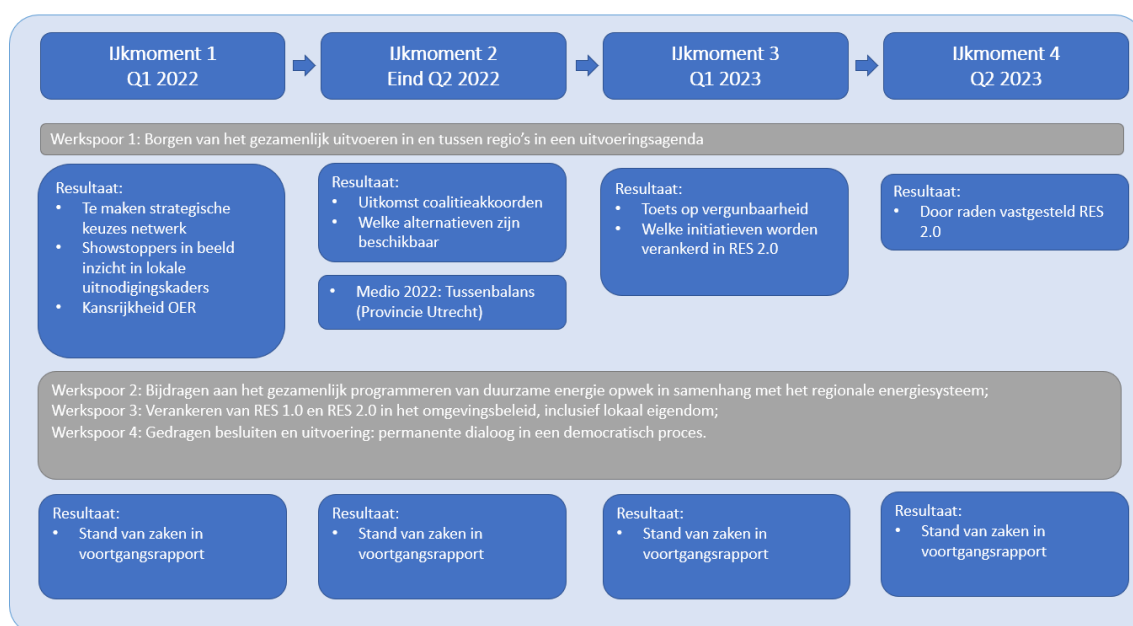 IJkmoment 1
Q1 2022
IJkmoment 2
Eind Q2 2022
IJkmoment 3
Q1 2023
IJkmoment 4
Q2 2023
Werkspoor 1: Borgen van het gezamenlijk uitvoeren in en tussen regio's in een uitvoeringsagenda
Resultaat:
• Te maken strategische
keuzes netwerk
• Showstoppers in beeld
inzicht in lokale
uitnodigingskaders
• Kansrijkheid OER
Resultaat:
• Uitkomst coalitieakkoorden
• Welke alternatieven zijn
beschikbaar
• Medio 2022: Tussenbalans
(Provincie Utrecht)
Resultaat:
• Toets op vergunbaarheid
• Welke initiatieven worden
verankerd in RES 2.0
Resultaat:
• Door raden vastgesteld RES
2.0
Werkspoor 2: Bijdragen aan het gezamenlijk programmeren van duurzame energie opwek in samenhang met het regionale energiesysteem;
Werkspoor 3: Verankeren van RES 1.0 en RES 2.0 in het omgevingsbeleid, inclusief lokaal eigendom;
Werkspoor 4: Gedragen besluiten en uitvoering: permanente dialoog in een democratisch proces.
Resultaat:
• Stand van zaken in
voortgangsrapport
Resultaat:
• Stand van zaken in
voortgangsrapport
Resultaat:
• Stand van zaken in
voortgangsrapport
Resultaat:
• Stand van zaken in
voortgangsrapport